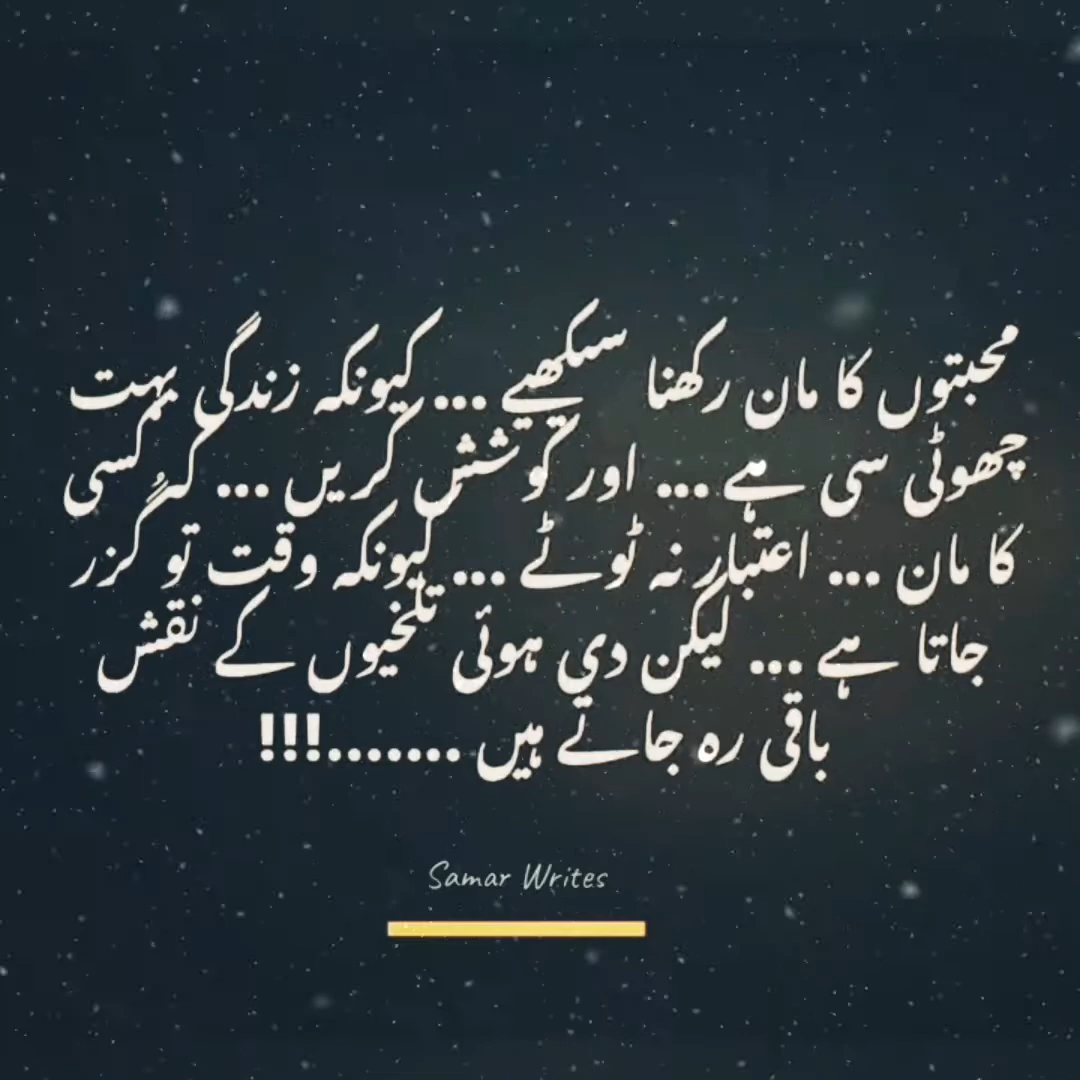 محبتوں کا مان رکھنا سیکھیے ... کیونکہ زندگی بہت
چھوٹی سی ہے ... اور کوشش کریں ... کہ کسی
کا مان ... اعتبار نہ ٹوٹے ... کیونکہ وقت تو گزر
جاتا ہے ... لیکن دی ہوئی تلخیوں کے نقش
باقی رہ جاتے ہیں .......!!!
Samar Writes